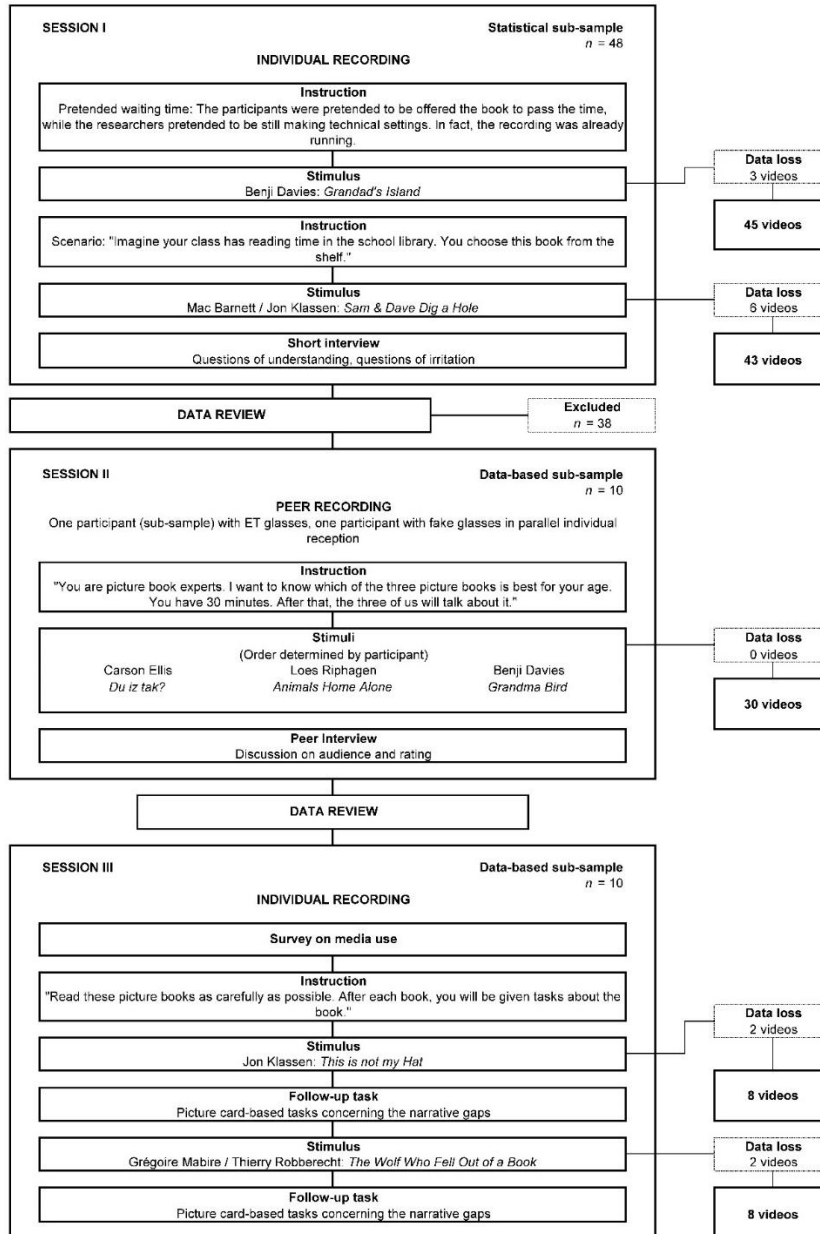 SESSION I
Statistical sub-sample
n = 48
INDIVIDUAL RECORDING
Instruction
Pretended waiting time: The participants were pretended to be offered the book to pass the time,
while the researchers pretended to be still making technical settings. In fact, the recording was already
running.
Stimulus
Benji Davies: Grandad's Island
Data loss
3 videos
45 videos
Instruction
Scenario: "Imagine your class has reading time in the school library. You choose this book from the
shelf."
Stimulus
Mac Barnett / Jon Klassen: Sam & Dave Dig a Hole
Data loss
6 videos
Short interview
Questions of understanding, questions of irritation
43 videos
DATA REVIEW
Excluded
n = 38
SESSION II
Data-based sub-sample
n = 10
PEER RECORDING
One participant (sub-sample) with ET glasses, one participant with fake glasses in parallel individual
reception
Instruction
"You are picture book experts. I want to know which of the three picture books is best for your age.
You have 30 minutes. After that, the three of us will talk about it."
Stimuli
(Order determined by participant)
Carson Ellis Loes Riphagen Benji Davies
Du iz tak? Animals Home Alone Grandma Bird
Data loss
0 videos
30 videos
Peer Interview
Discussion on audience and rating
DATA REVIEW
SESSION III
Data-based sub-sample
n = 10
INDIVIDUAL RECORDING
Survey on media use
Instruction
"Read these picture books as carefully as possible. After each book, you will be given tasks about the
book."
Stimulus
Jon Klassen: This is not my Hat
Data loss
2 videos
8 videos
Follow-up task
Picture card-based tasks concerning the narrative gaps
Stimulus
Grégoire Mabire / Thierry Robberecht: The Wolf Who Fell Out of a Book
Data loss
2 videos
Follow-up task
Picture card-based tasks concerning the narrative gaps
8 videos